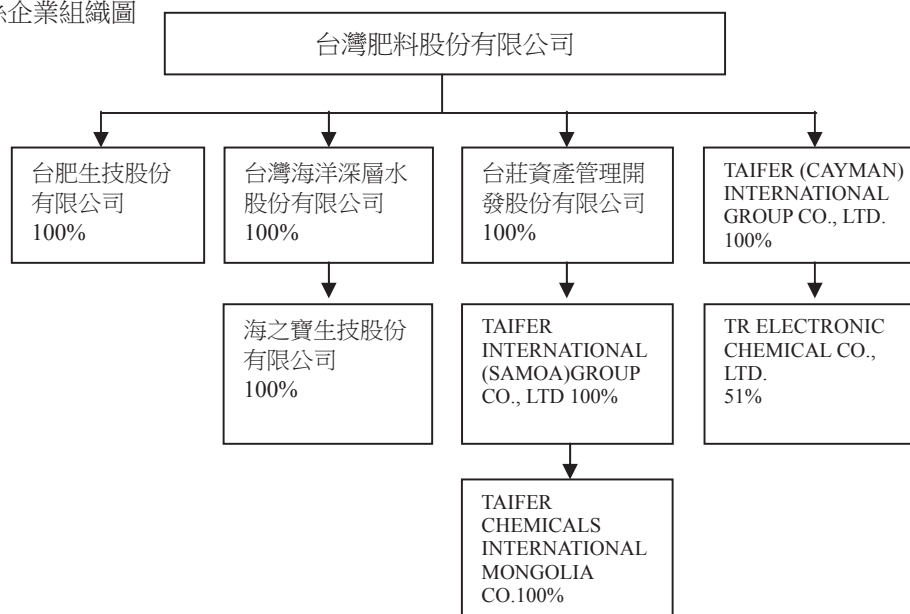 企業組織圖
台灣肥料股份有限公司
台肥生技股份
有限公司
100%
台灣海洋深層水
股份有限公司
100%
台莊資產管理開
發股份有限公司
100%
TAIFER (CAYMAN)
INTERNATIONAL
GROUP CO., LTD.
100%
海之寶生技股份
有限公司
100%
TAIFER
INTERNATIONAL
(SAMOA)GROUP
CO., LTD 100%
TR ELECTRONIC
CHEMICAL CO.,
LTD.
51%
TAIFER
CHEMICALS
INTERNATIONAL
MONGOLIA
CO.100%